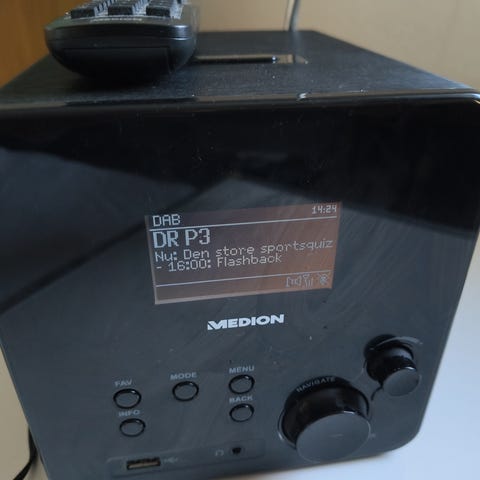 MEDION
DAB 14:24
DR P3
Nu: Den store sportsquiz
- 16:00: Flashback
MEDION
FAV MODE MENU
NAVIGATE
INFO BACK